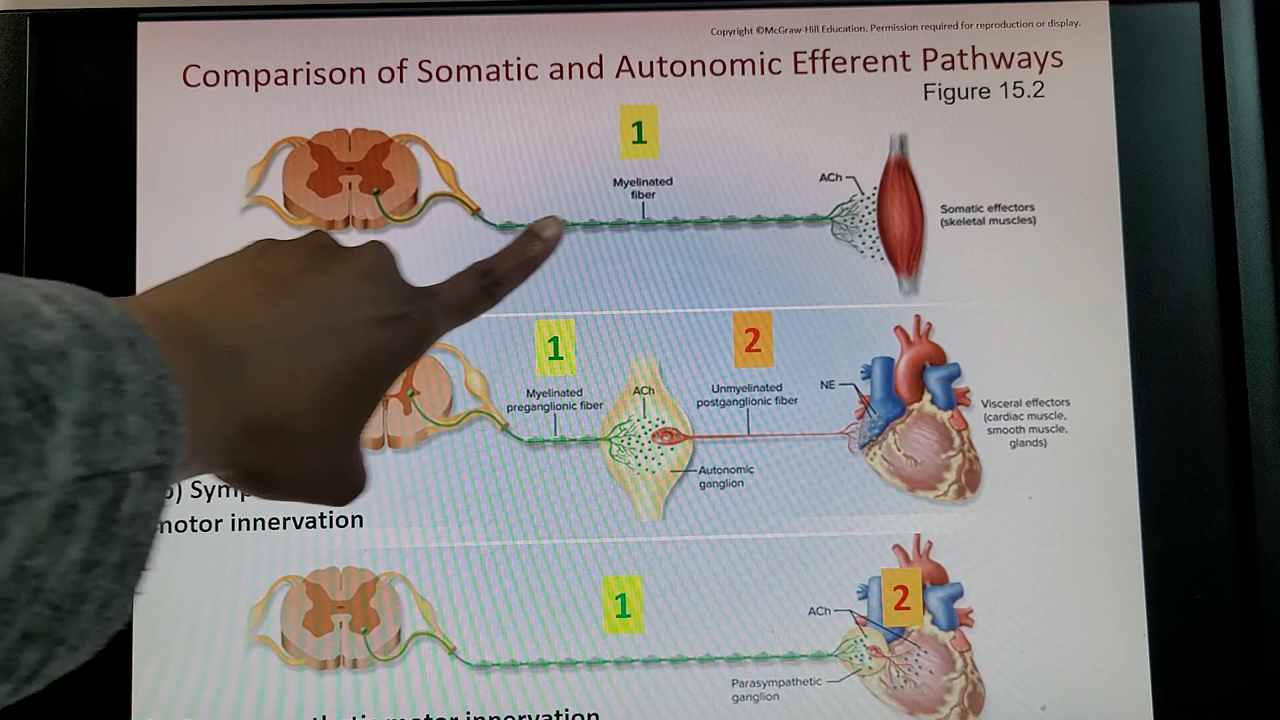 Copyright ©McGraw-Hill Education. Permission required for reproduction or display.
Comparison of Somatic and Autonomic Efferent Pathways
Figure 15.2
1
Myelinated
fiber
ACh
Somatic effectors
(skeletal muscles)
1
2
Myelinated
preganglionic fiber
ACh
Unmyelinated
postganglionic fiber
NE
Visceral effectors
(cardiac muscle,
smooth muscle,
glands)
Autonomic
ganglion
motor innervation
1
2
ACh
Parasympathetic
ganglion
motor innervation